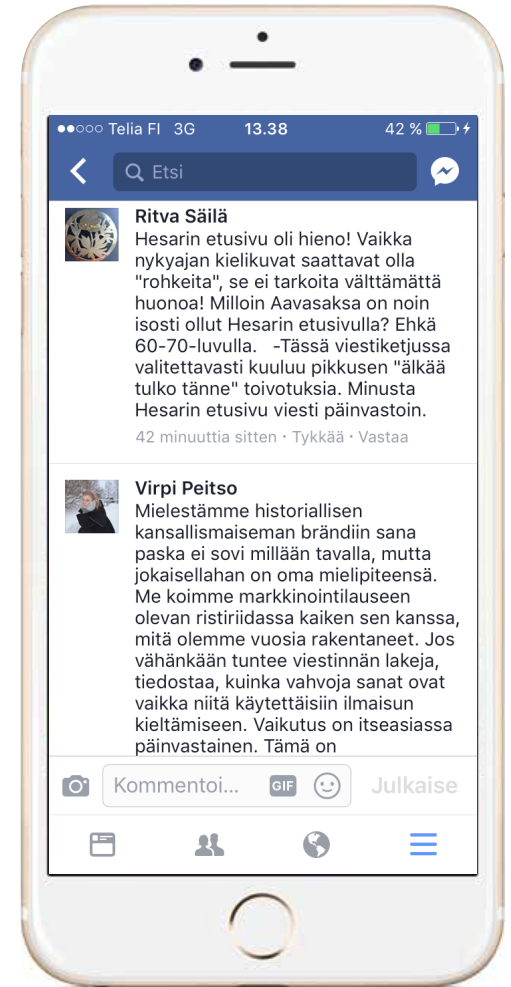 Telia FI 3G 13.38 42 %
Etsi
Ritva Säilä
Hesarin etusivu oli hieno! Vaikka
nykyajan kielikuvat saattavat olla
"rohkeita", se ei tarkoita välttämättä
huonoa! Milloin Aavasaksa on noin
isosti ollut Hesarin etusivulla? Ehkä
60-70-luvulla.   -Tässä viestiketjussa
valitettavasti kuuluu pikkusen "älkää
tulko tänne" toivotuksia. Minusta
Hesarin etusivu viesti päinvastoin.
42 minuuttia sitten · Tykkää · Vastaa
Virpi Peitso
Mielestämme historiallisen
kansallismaiseman brändiin sana
paska ei sovi millään tavalla, mutta
jokaisellahan on oma mielipiteensä.
Me koimme markkinointilauseen
olevan ristiriidassa kaiken sen kanssa,
mitä olemme vuosia rakentaneet. Jos
vähänkään tuntee viestinnän lakeja,
tiedostaa, kuinka vahvoja sanat ovat
vaikka niitä käytettäisiin ilmaisun
kieltämiseen. Vaikutus on itseasiassa
päinvastainen. Tämä on
Kommentoi... GIF Julkaise